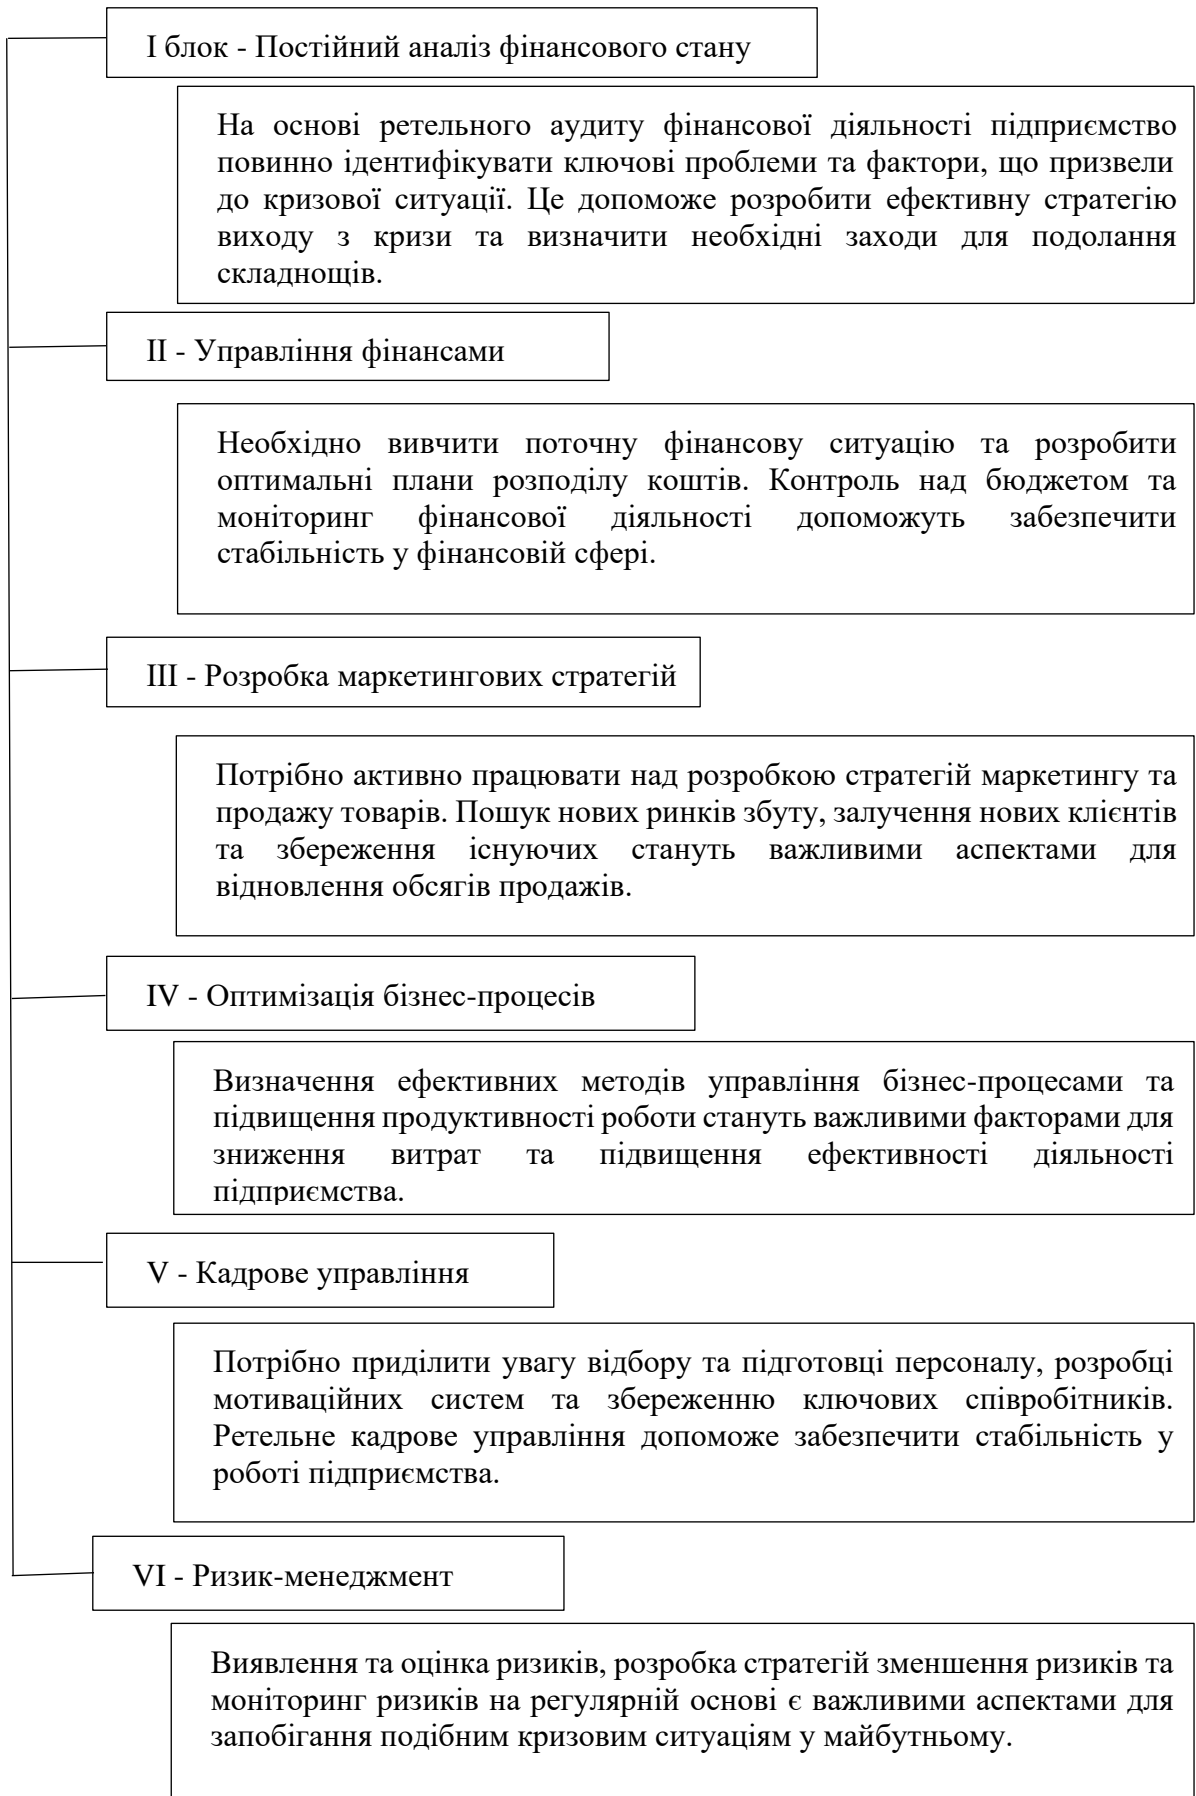 І блок - Постійний аналіз фінансового стану
На основі ретельного аудиту фінансової діяльності підприємство
повинно ідентифікувати ключові проблеми та фактори, що призвели
до кризової ситуації. Це допоможе розробити ефективну стратегію
виходу з кризи та визначити необхідні заходи для подолання
складнощів.
ІІ - Управління фінансами
Необхідно вивчити поточну фінансову ситуацію та розробити
оптимальні плани розподілу коштів. Контроль над бюджетом та
моніторинг фінансової діяльності допоможуть забезпечити
стабільність у фінансовій сфері.
ІІІ - Розробка маркетингових стратегій
Потрібно активно працювати над розробкою стратегій маркетингу та
продажу товарів. Пошук нових ринків збуту, залучення нових клієнтів
та збереження існуючих стануть важливими аспектами для
відновлення обсягів продажів.
IV - Оптимізація бізнес-процесів
Визначення ефективних методів управління бізнес-процесами та
підвищення продуктивності роботи стануть важливими факторами для
зниження витрат та підвищення ефективності діяльності
підприємства.
V - Кадрове управління
Потрібно приділити увагу відбору та підготовці персоналу, розробці
мотиваційних систем та збереженню ключових співробітників.
Ретельне кадрове управління допоможе забезпечити стабільність у
роботі підприємства.
VI - Ризик-менеджмент
Виявлення та оцінка ризиків, розробка стратегій зменшення ризиків та
моніторинг ризиків на регулярній основі є важливими аспектами для
запобігання подібним кризовим ситуаціям у майбутньому.